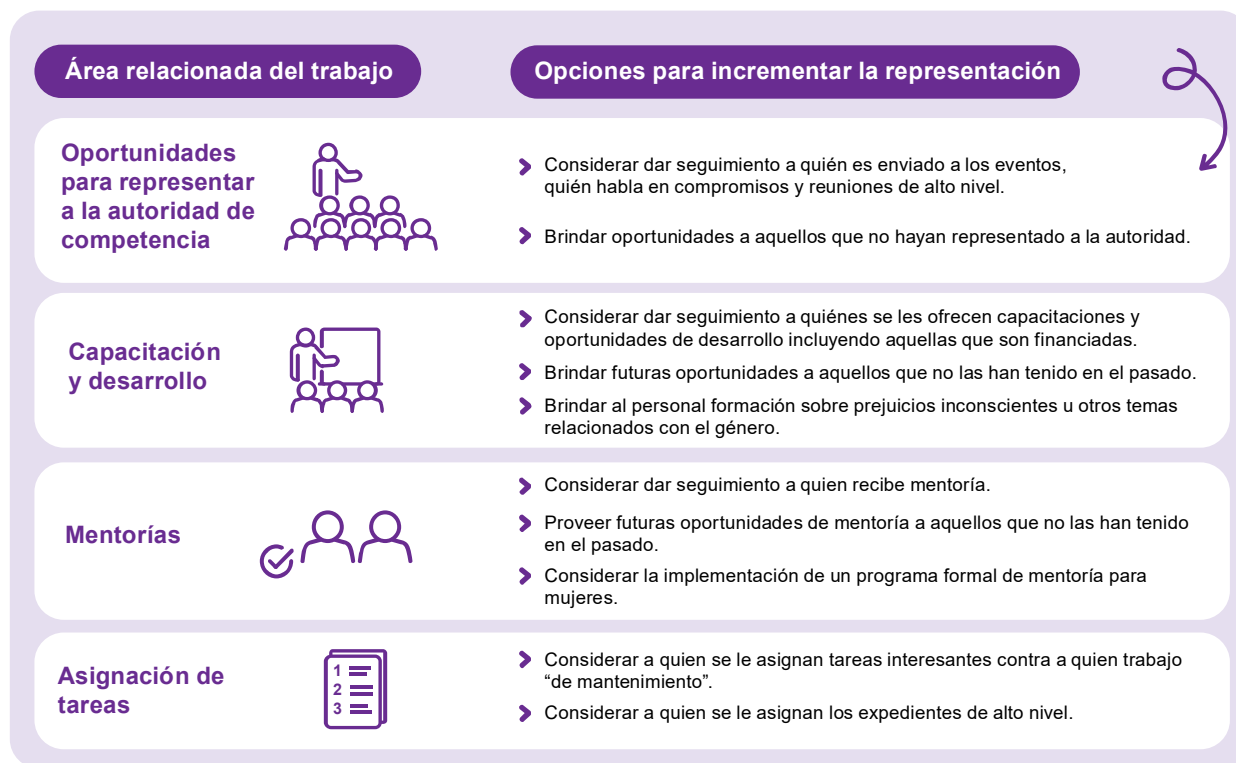 Área relacionada del trabajo
Opciones para incrementar la representación
Oportunidades
para representar
a la autoridad de
competencia
Considerar dar seguimiento a quién es enviado a los eventos,
quién habla en compromisos y reuniones de alto nivel.
Brindar oportunidades a aquellos que no hayan representado a la autoridad.
Capacitación
y desarrollo
Considerar dar seguimiento a quiénes se les ofrecen capacitaciones y
oportunidades de desarrollo incluyendo aquellas que son financiadas.
Brindar futuras oportunidades a aquellos que no las han tenido en el pasado.
Brindar al personal formación sobre prejuicios inconscientes u otros temas
relacionados con el género.
Mentorías
Considerar dar seguimiento a quien recibe mentoría.
Proveer futuras oportunidades de mentoría a aquellos que no las han tenido
en el pasado.
Considerar la implementación de un programa formal de mentoría para
mujeres.
Asignación de
tareas
1
2
3
Considerar a quien se le asignan tareas interesantes contra a quien trabajo
“de mantenimiento”.
Considerar a quien se le asignan los expedientes de alto nivel.